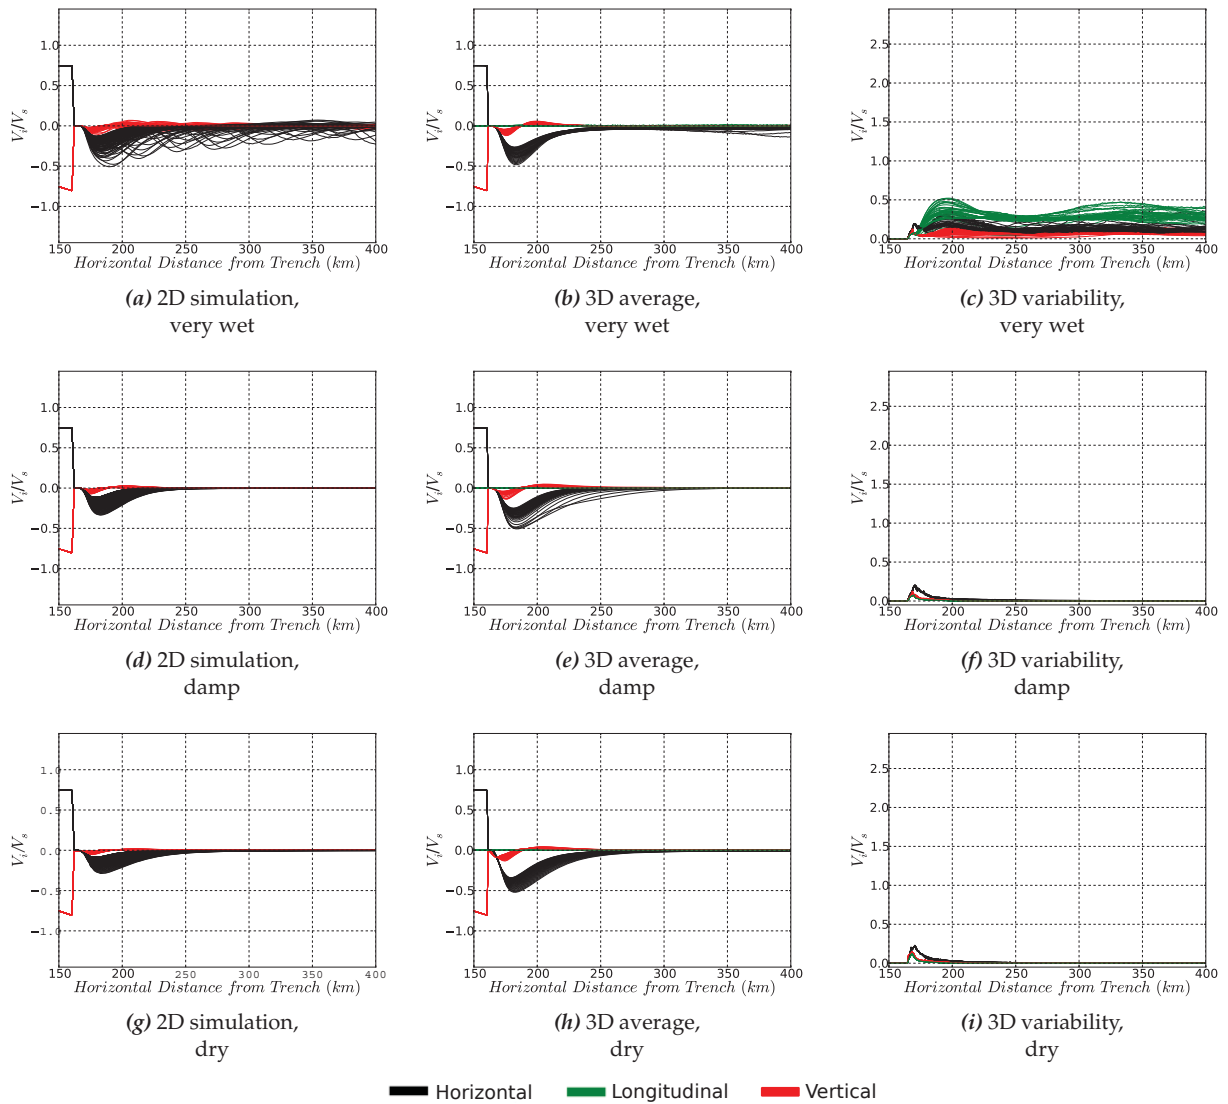 1.0
0.5
0.0
−0.5
−1.0
V_i/V_s
150 200 250 300 350 400
Horizontal Distance from Trench (km)
(a) 2D simulation,
very wet
1.0
0.5
0.0
−0.5
−1.0
V_i/V_s
150 200 250 300 350 400
Horizontal Distance from Trench (km)
(b) 3D average,
very wet
2.5
2.0
1.5
1.0
0.5
0.0
V_i/V_s
150 200 250 300 350 400
Horizontal Distance from Trench (km)
(c) 3D variability,
very wet
1.0
0.5
0.0
−0.5
−1.0
V_i/V_s
150 200 250 300 350 400
Horizontal Distance from Trench (km)
(d) 2D simulation,
damp
1.0
0.5
0.0
−0.5
−1.0
V_i/V_s
150 200 250 300 350 400
Horizontal Distance from Trench (km)
(e) 3D average,
damp
2.5
2.0
1.5
1.0
0.5
0.0
V_i/V_s
150 200 250 300 350 400
Horizontal Distance from Trench (km)
(f) 3D variability,
damp
1.0
0.5
0.0
−0.5
−1.0
V_i/V_s
150 200 250 300 350 400
Horizontal Distance from Trench (km)
(g) 2D simulation,
dry
1.0
0.5
0.0
−0.5
−1.0
V_i/V_s
150 200 250 300 350 400
Horizontal Distance from Trench (km)
(h) 3D average,
dry
2.5
2.0
1.5
1.0
0.5
0.0
V_i/V_s
150 200 250 300 350 400
Horizontal Distance from Trench (km)
(i) 3D variability,
dry
Horizontal Longitudinal Vertical